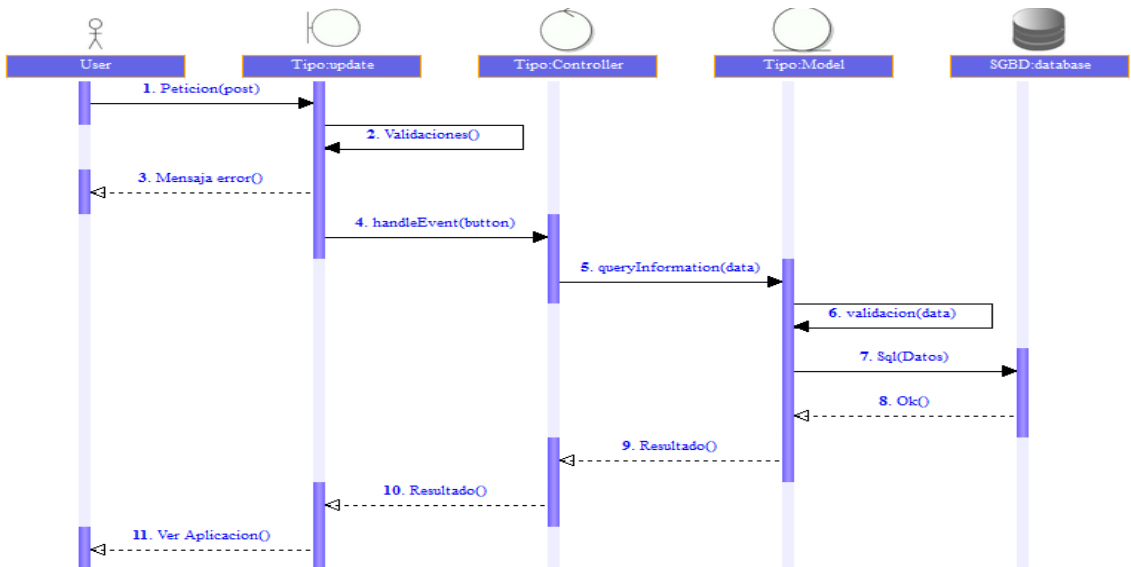 User
Tipo:update
Tipo:Controller
Tipo:Model
SGBD:database
1. Peticion(post)
2. Validaciones()
3. Mensaja error()
4. handleEvent(button)
5. queryInformation(data)
6. validacion(data)
7. Sql(Datos)
8. Ok()
9. Resultado()
10. Resultado()
11. Ver Aplicacion()